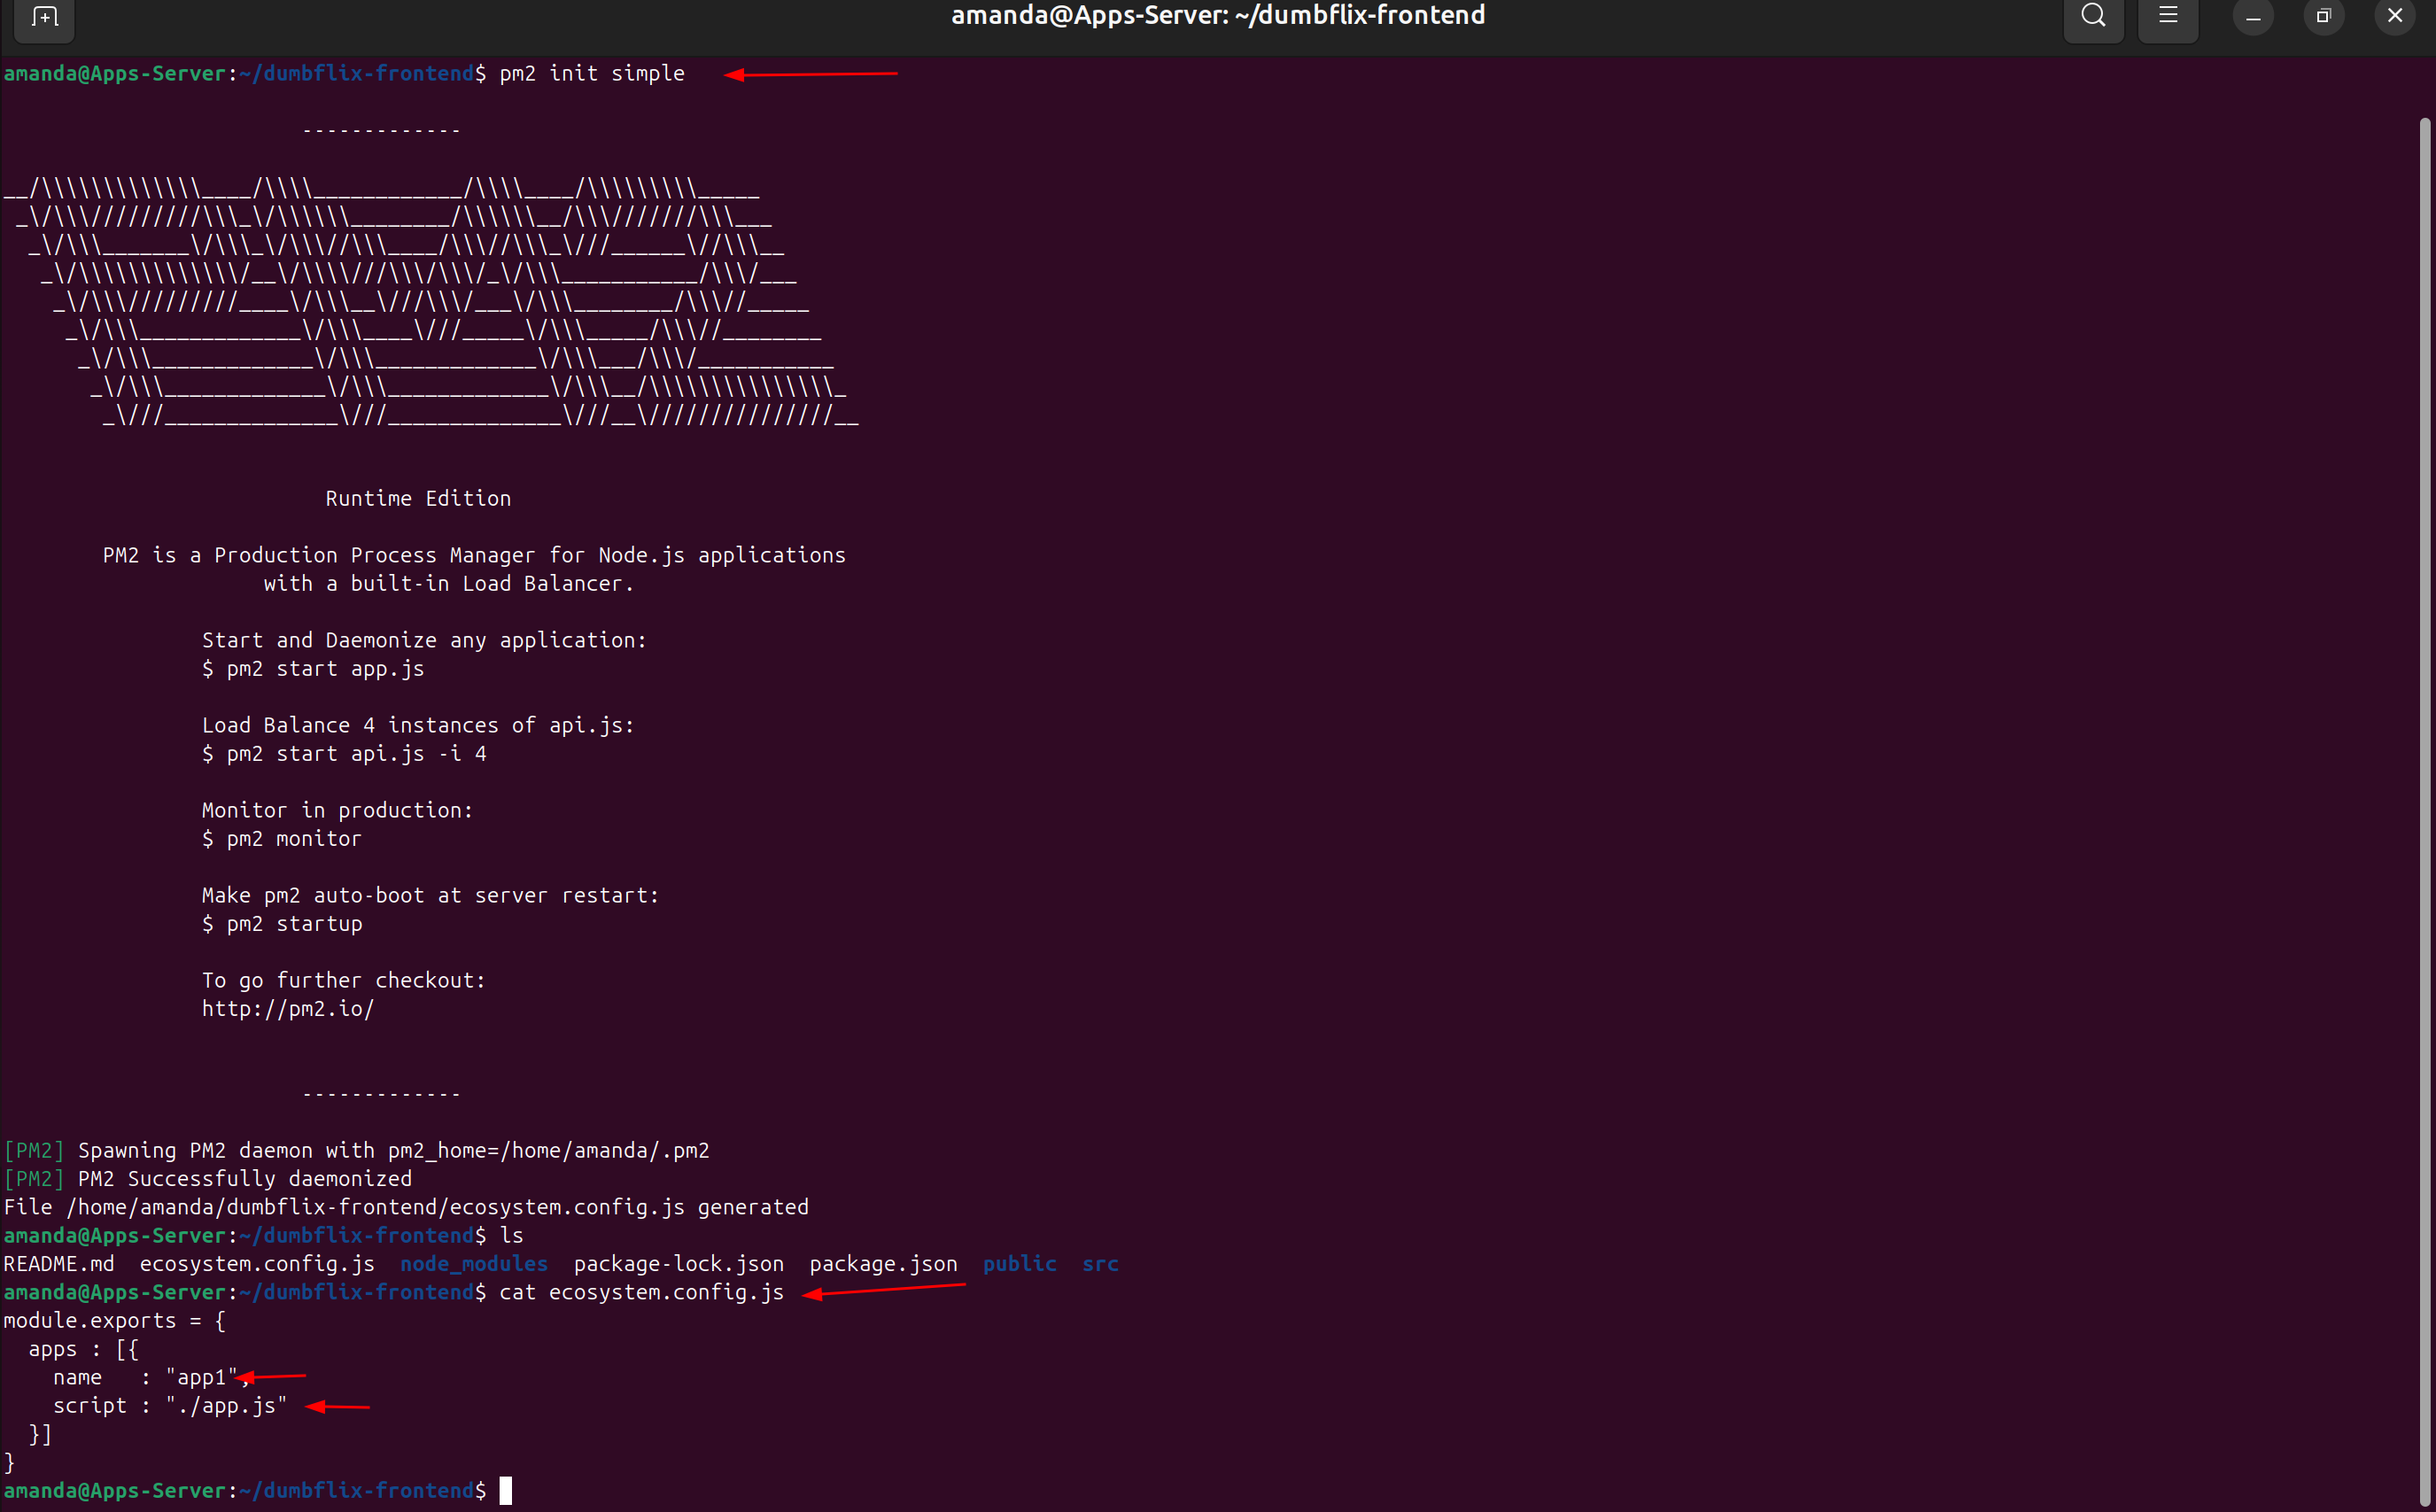 amanda@Apps-Server: ~/dumbflix-frontend
amanda@Apps-Server:~/dumbflix-frontend$ pm2 init simple
-------------
__/\\\\\\\\\\\\\____/\\\\____________/\\\\____/\\\\\\\\\_____
_\/\\\/////////\\\_\/\\\\\\________/\\\\\\__/\\\///////\\\___
_\/\\\_______\/\\\_\/\\\//\\\____/\\\//\\\_\///______\//\\\__
_\/\\\\\\\\\\\\\/__\/\\\\///\\\/\\\/_\/\\\___________/\\\/___
_\/\\\/////////____\/\\\__\///\\\/___\/\\\________/\\\//_____
_\/\\\_____________\/\\\____\///_____\/\\\_____/\\\//________
_\/\\\_____________\/\\\_____________\/\\\___/\\\/___________
_\/\\\_____________\/\\\_____________\/\\\__/\\\\\\\\\\\\\\\_
_\///______________\///______________\///__\///////////////__
Runtime Edition
PM2 is a Production Process Manager for Node.js applications
with a built-in Load Balancer.
Start and Daemonize any application:
$ pm2 start app.js
Load Balance 4 instances of api.js:
$ pm2 start api.js -i 4
Monitor in production:
$ pm2 monitor
Make pm2 auto-boot at server restart:
$ pm2 startup
To go further checkout:
http://pm2.io/
-------------
[PM2] Spawning PM2 daemon with pm2_home=/home/amanda/.pm2
[PM2] PM2 Successfully daemonized
File /home/amanda/dumbflix-frontend/ecosystem.config.js generated
amanda@Apps-Server:~/dumbflix-frontend$ ls
README.md  ecosystem.config.js  node_modules  package-lock.json  package.json  public  src
amanda@Apps-Server:~/dumbflix-frontend$ cat ecosystem.config.js
module.exports = {
  apps : [{
    name   : "app1",
    script : "./app.js"
  }]
}
amanda@Apps-Server:~/dumbflix-frontend$